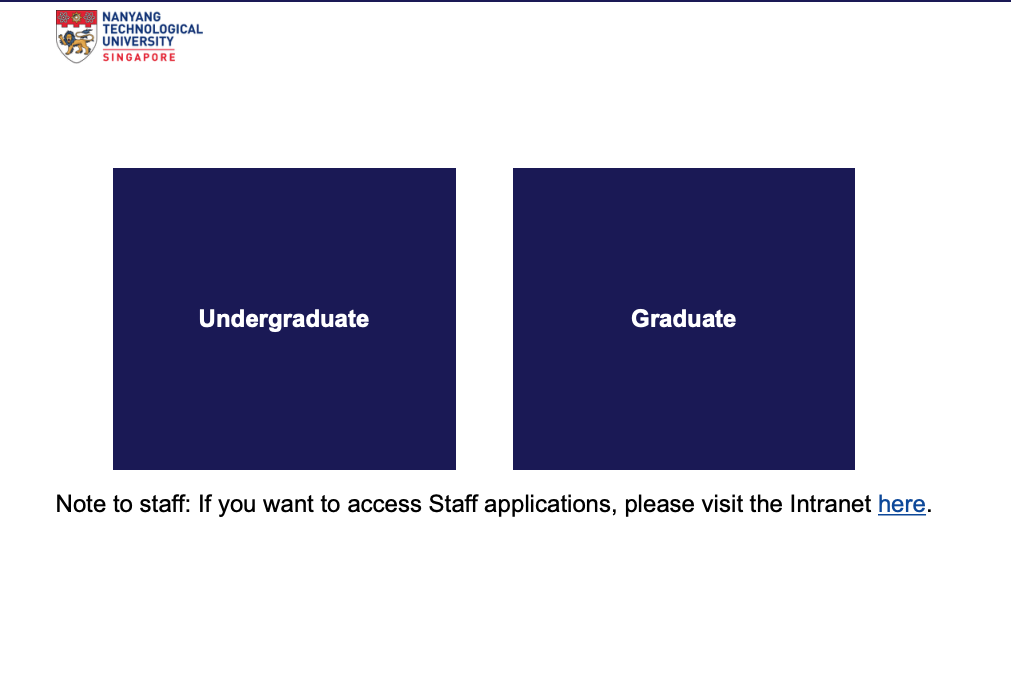 NANYANG
TECHNOLOGICAL
UNIVERSITY
SINGAPORE
Undergraduate
Graduate
Note to staff: If you want to access Staff applications, please visit the Intranet here.